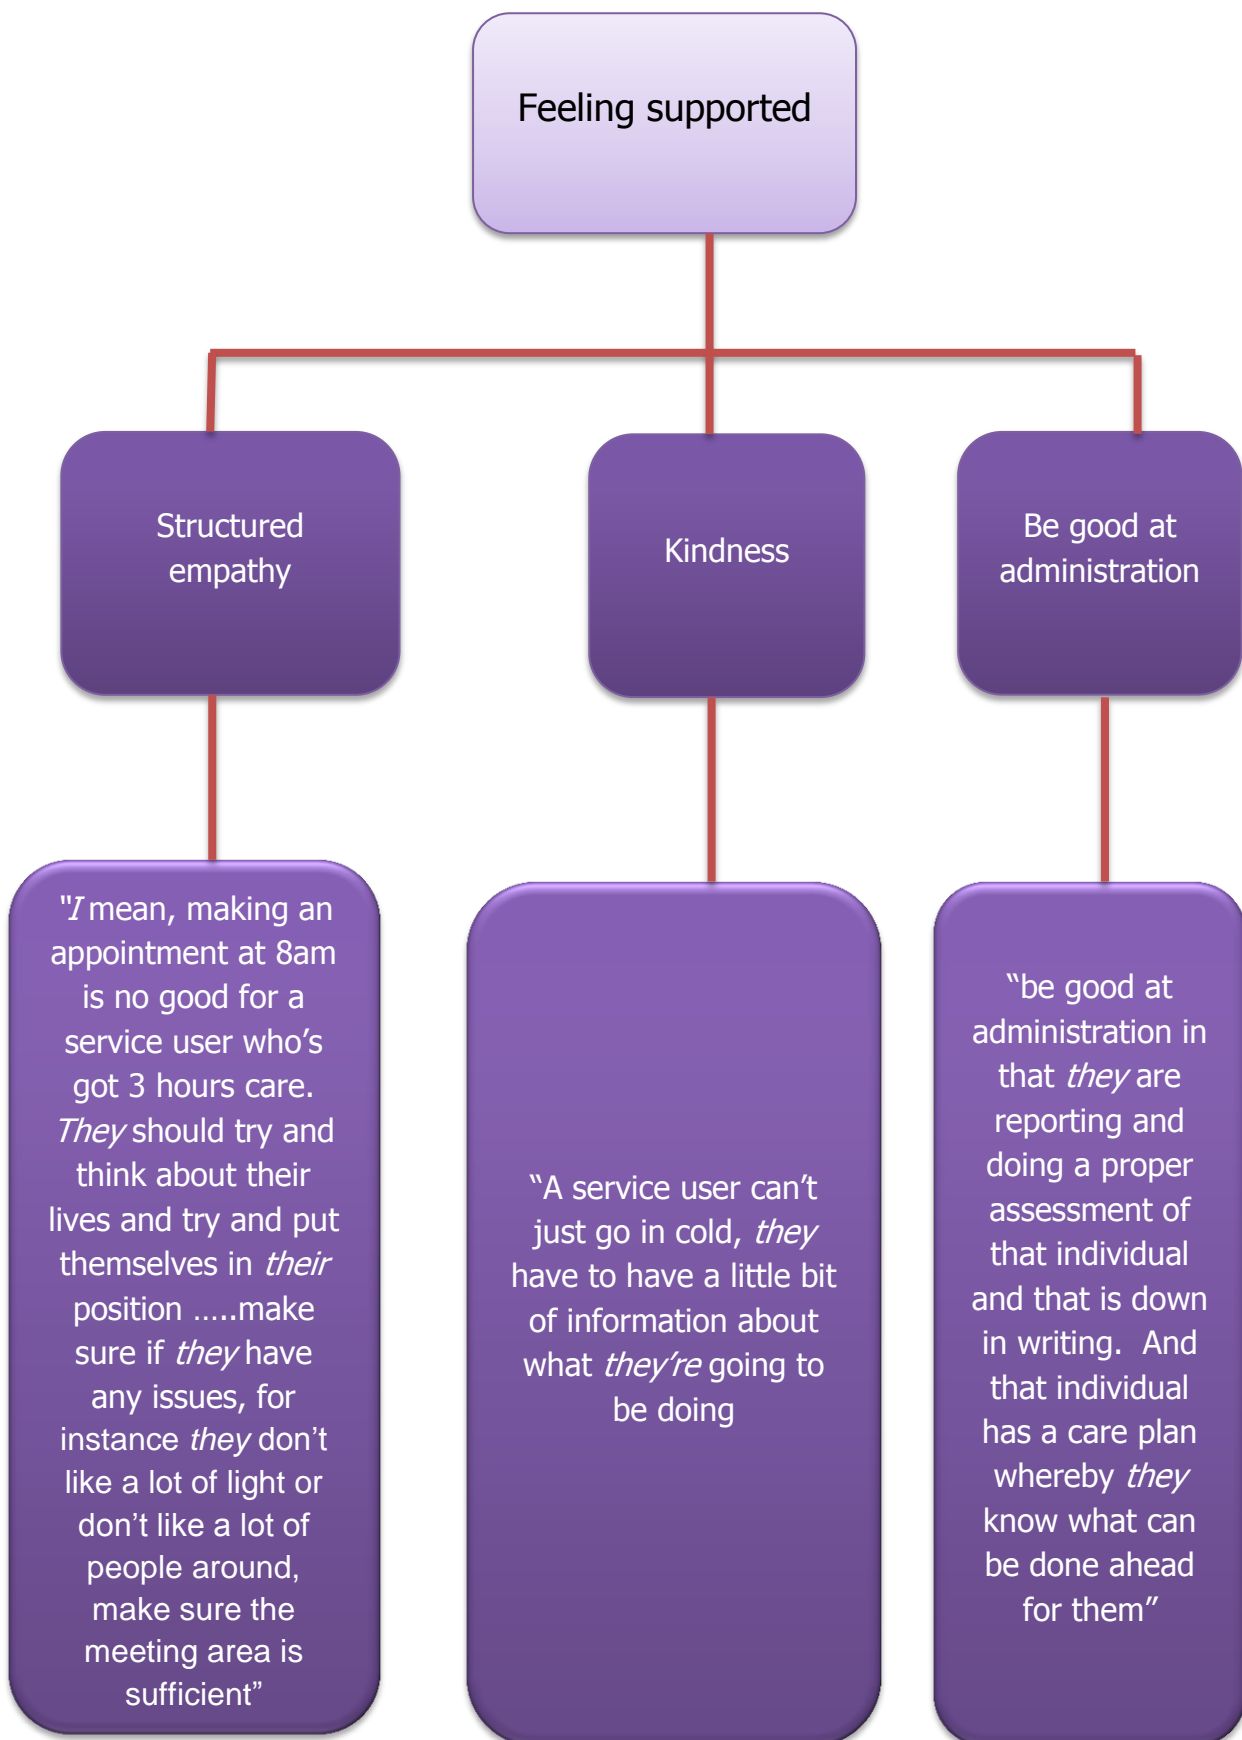 Feeling supported
Structured
empathy
Kindness
Be good at
administration
“I mean, making an
appointment at 8am
is no good for a
service user who’s
got 3 hours care.
They should try and
think about their
lives and try and put
themselves in their
position …..make
sure if they have
any issues, for
instance they don’t
like a lot of light or
don’t like a lot of
people around,
make sure the
meeting area is
sufficient”
“A service user can’t
just go in cold, they
have to have a little bit
of information about
what they’re going to
be doing
“be good at
administration in
that they are
reporting and
doing a proper
assessment of
that individual
and that is down
in writing.  And
that individual
has a care plan
whereby they
know what can
be done ahead
for them”